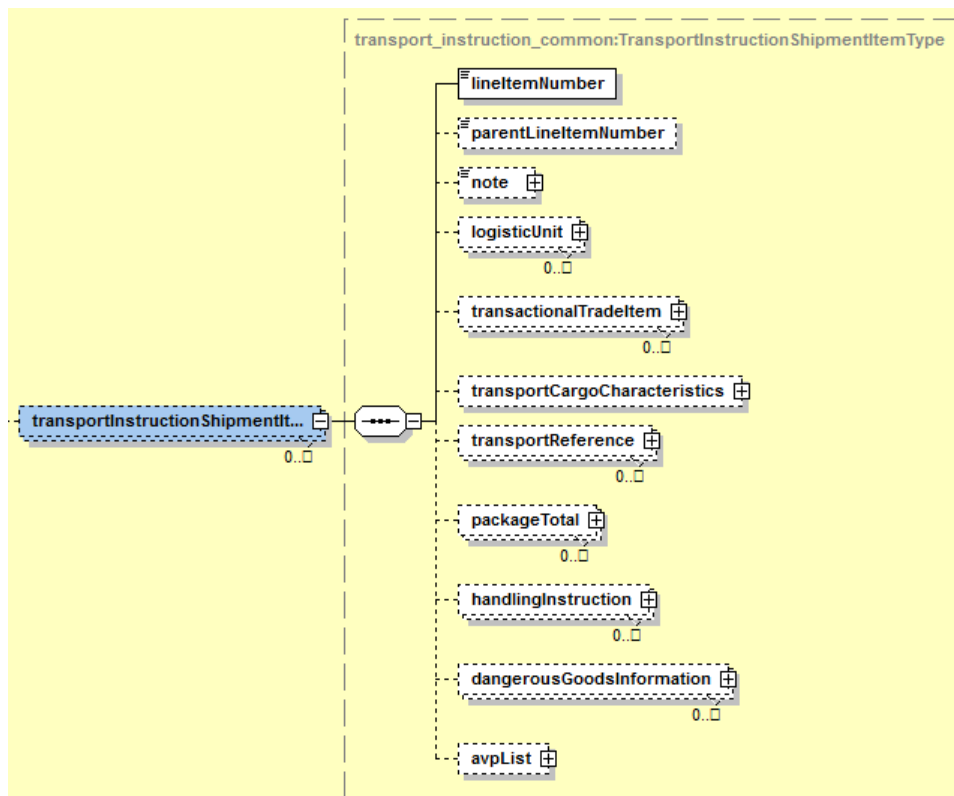 transport_instruction_common:TransportInstructionShipmentItemType
lineItemNumber
parentLineItemNumber
note
logisticUnit
0..□
transactionalTradeItem
0..□
transportCargoCharacteristics
transportInstructionShipmentIt...
0..□
transportReference
0..□
packageTotal
0..□
handlingInstruction
0..□
dangerousGoodsInformation
0..□
avpList